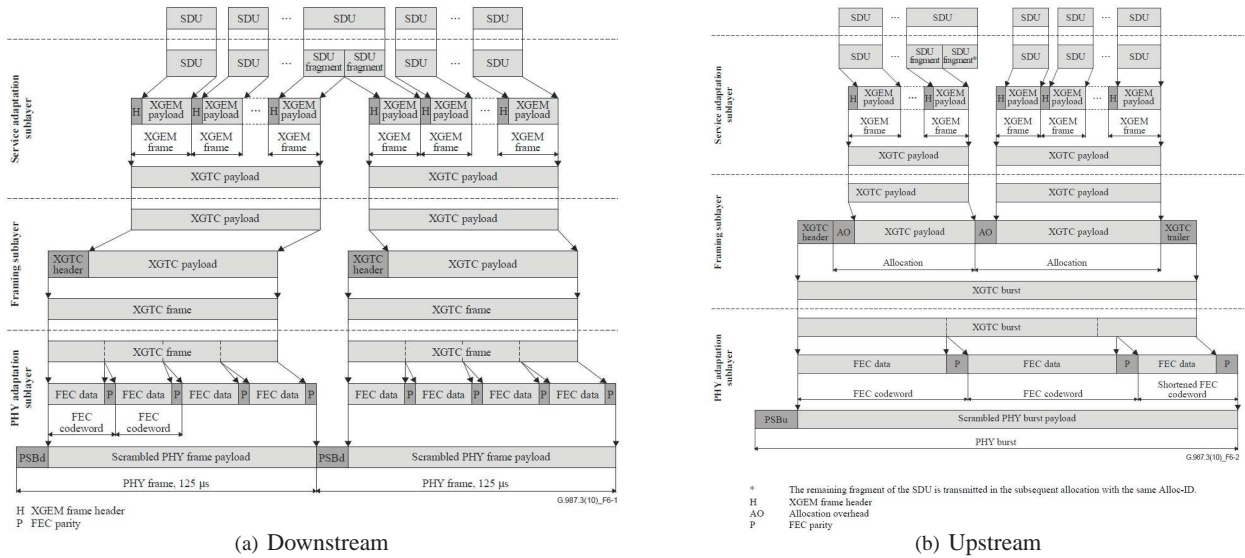 SDU SDU ... SDU SDU ... SDU
SDU SDU ... SDU fragment SDU fragment SDU ... SDU
Service adaptation sublayer
H XGEM payload H XGEM payload ... H XGEM payload H XGEM payload H XGEM payload ... H XGEM payload
XGEM frame XGEM frame XGEM frame XGEM frame XGEM frame XGEM frame
XGTC payload XGTC payload
Framing sublayer
XGTC payload XGTC payload
XGTC header XGTC payload XGTC header XGTC payload
XGTC frame XGTC frame
PHY adaptation sublayer
XGTC frame XGTC frame
FEC data P FEC data P FEC data P FEC data P FEC data P FEC data P FEC data P FEC data P
FEC codeword FEC codeword
PSBd Scrambled PHY frame payload PSBd Scrambled PHY frame payload
PHY frame, 125 µs PHY frame, 125 µs
G.987.3(10)_F6-1
H XGEM frame header
P FEC parity
(a) Downstream
SDU ... SDU SDU SDU ... SDU
SDU ... SDU fragment SDU fragment* SDU SDU ... SDU
Service adaptation sublayer
H XGEM payload ... H XGEM payload H XGEM payload H XGEM payload ... H XGEM payload
XGEM frame XGEM frame XGEM frame XGEM frame XGEM frame
XGTC payload XGTC payload
Framing sublayer
XGTC payload XGTC payload
XGTC header AO XGTC payload AO XGTC payload XGTC trailer
Allocation Allocation
XGTC burst
PHY adaptation sublayer
XGTC burst
FEC data P FEC data P FEC data P
FEC codeword FEC codeword Shortened FEC codeword
PSBu Scrambled PHY burst payload
PHY burst
G.987.3(10)_F6-2
* The remaining fragment of the SDU is transmitted in the subsequent allocation with the same Alloc-ID.
H XGEM frame header
AO Allocation overhead
P FEC parity
(b) Upstream